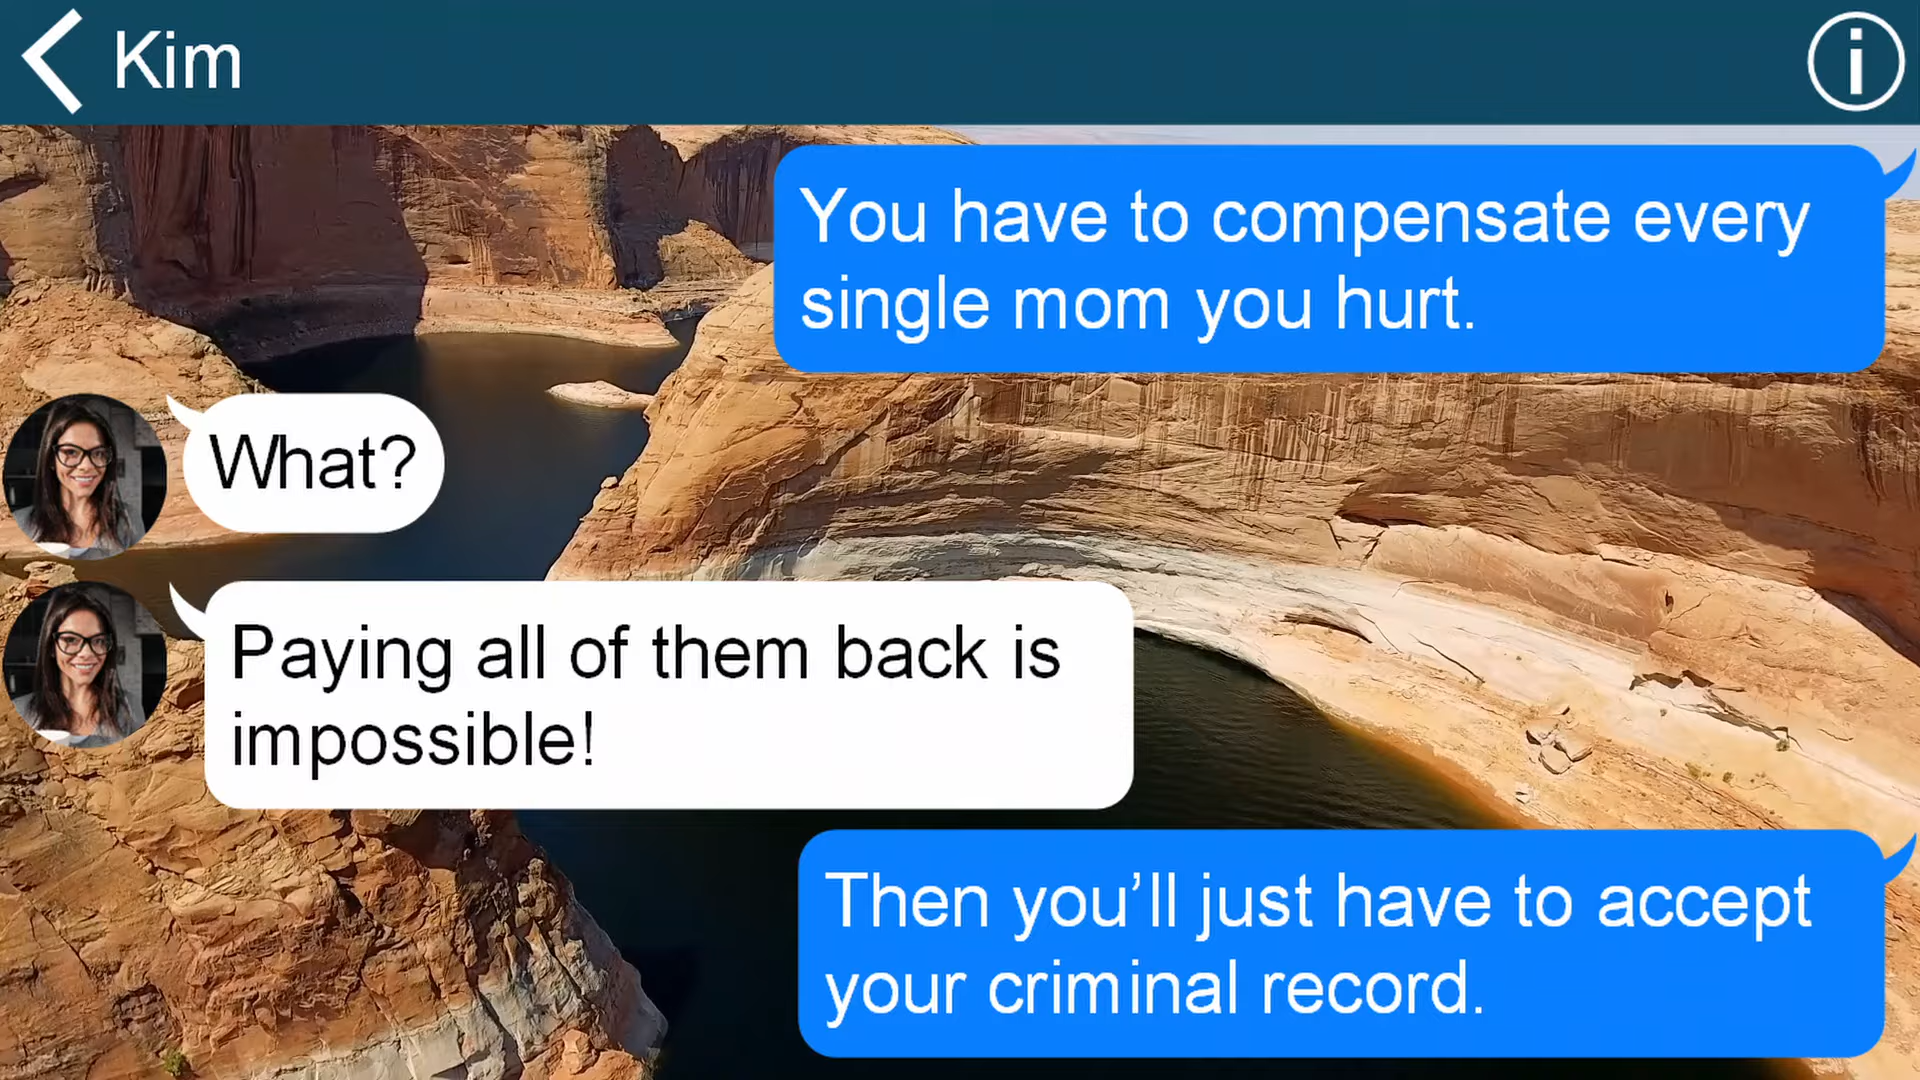 Kim
You have to compensate every
single mom you hurt.
What?
Paying all of them back is
impossible!
Then you’ll just have to accept
your criminal record.